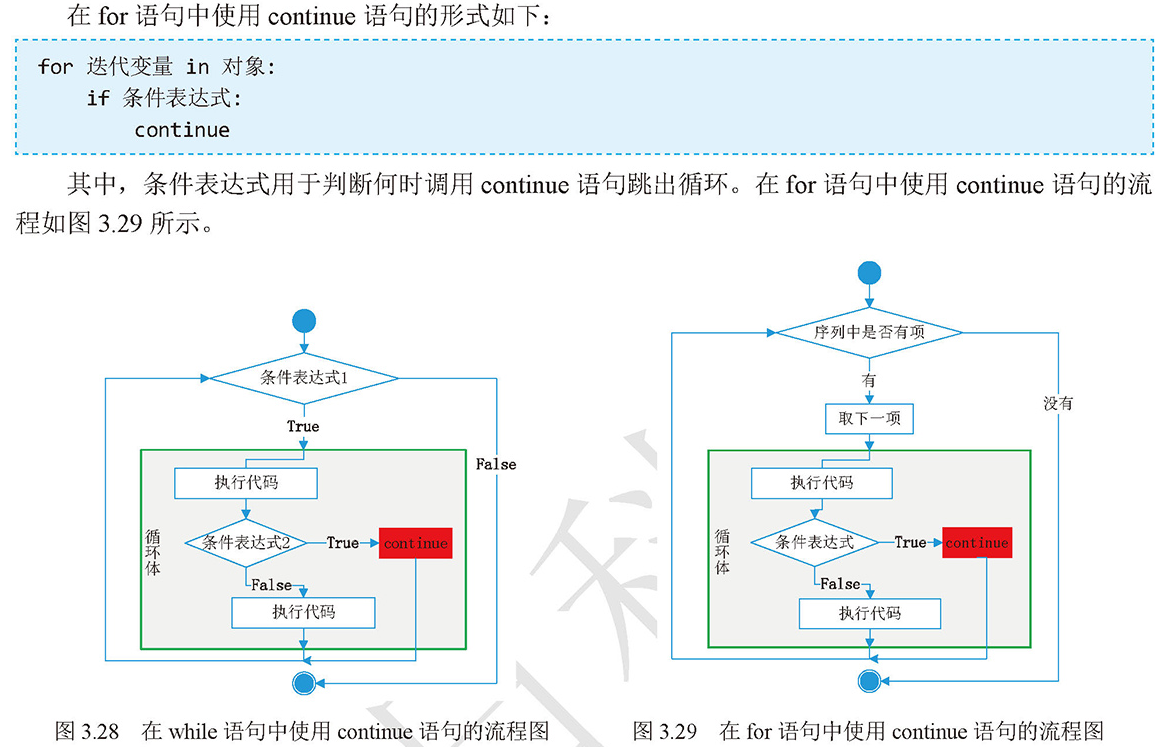 在 for 语句中使用 continue 语句的形式如下：
for 迭代变量 in 对象:
if 条件表达式:
continue
其中，条件表达式用于判断何时调用 continue 语句跳出循环。在 for 语句中使用 continue 语句的流
程如图 3.29 所示。
条件表达式1
True
False
执行代码
循环体
条件表达式2
True
continue
False
执行代码
图 3.28 在 while 语句中使用 continue 语句的流程图
序列中是否有项
有
没有
取下一项
执行代码
循环体
条件表达式
True
continue
False
执行代码
图 3.29 在 for 语句中使用 continue 语句的流程图